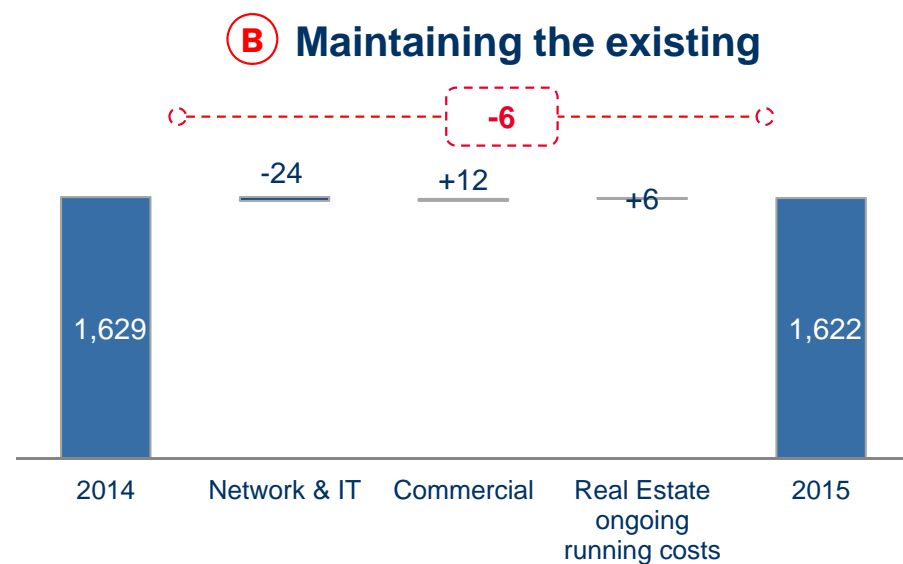 B Maintaining the existing
-6
-24
+12
+6
1,629
1,622
2014
Network & IT
Commercial
Real Estate
ongoing
running costs
2015